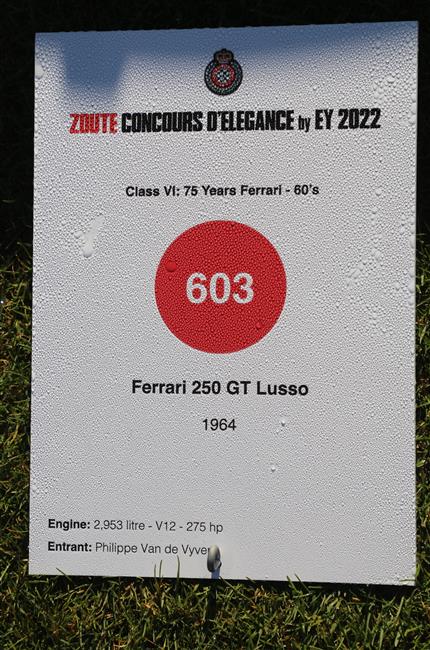 ZOUTE CONCOURS D'ELEGANCE by EY 2022
Class VI: 75 Years Ferrari - 60's
603
Ferrari 250 GT Lusso
1964
Engine: 2,953 litre - V12 - 275 hp
Entrant: Philippe Van de Vyver